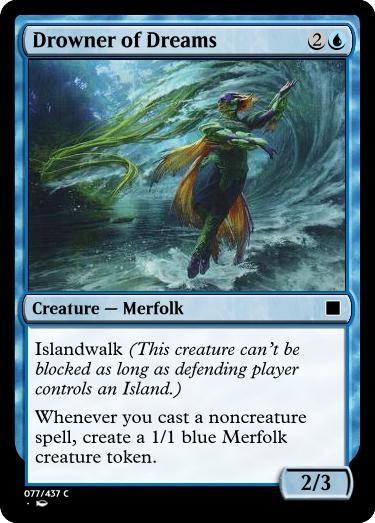 Drowner of Dreams 2
Creature — Merfolk
Islandwalk (This creature can't be
blocked as long as defending player
controls an Island.)
Whenever you cast a noncreature
spell, create a 1/1 blue Merfolk
creature token.
2/3
077/437 C